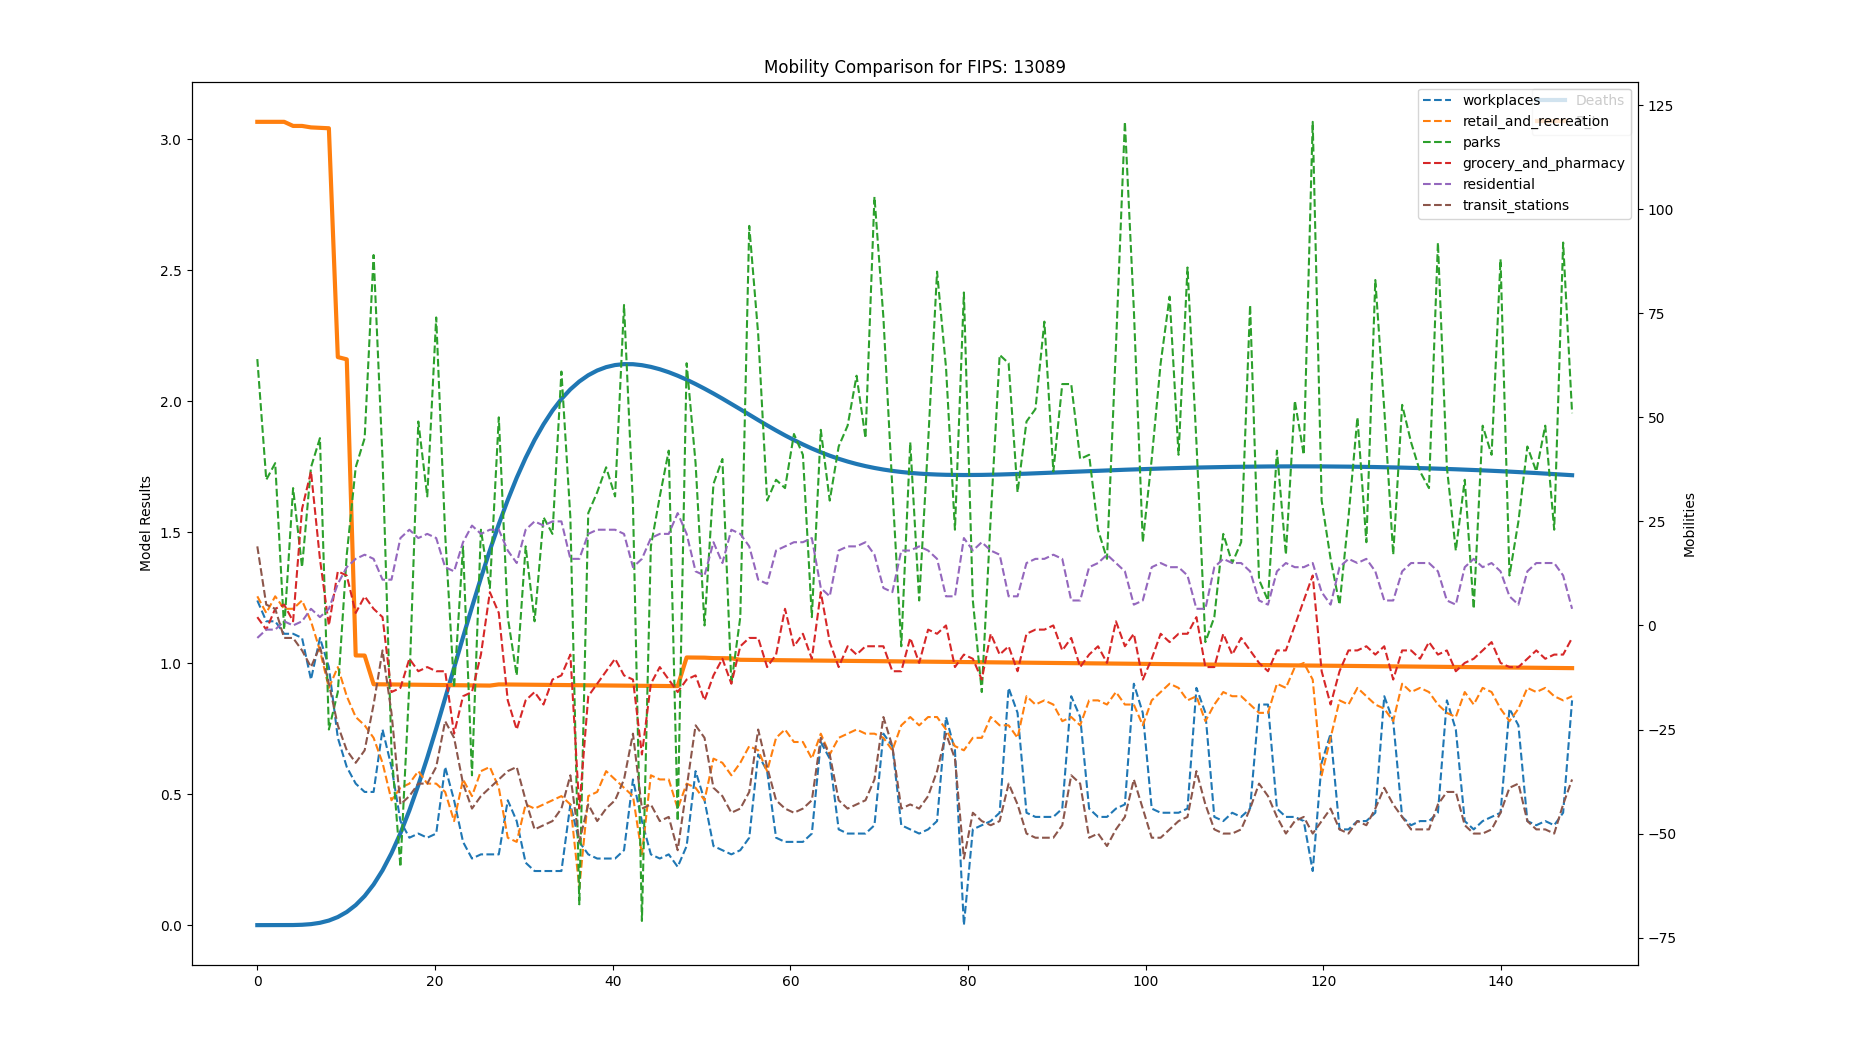 Mobility Comparison for FIPS: 13089
workplaces
retail_and_recreation
parks
grocery_and_pharmacy
residential
transit_stations
Deaths
Model Results
Mobilities
3.0
2.5
2.0
1.5
1.0
0.5
0.0
125
100
75
50
25
0
−25
−50
−75
0 20 40 60 80 100 120 140